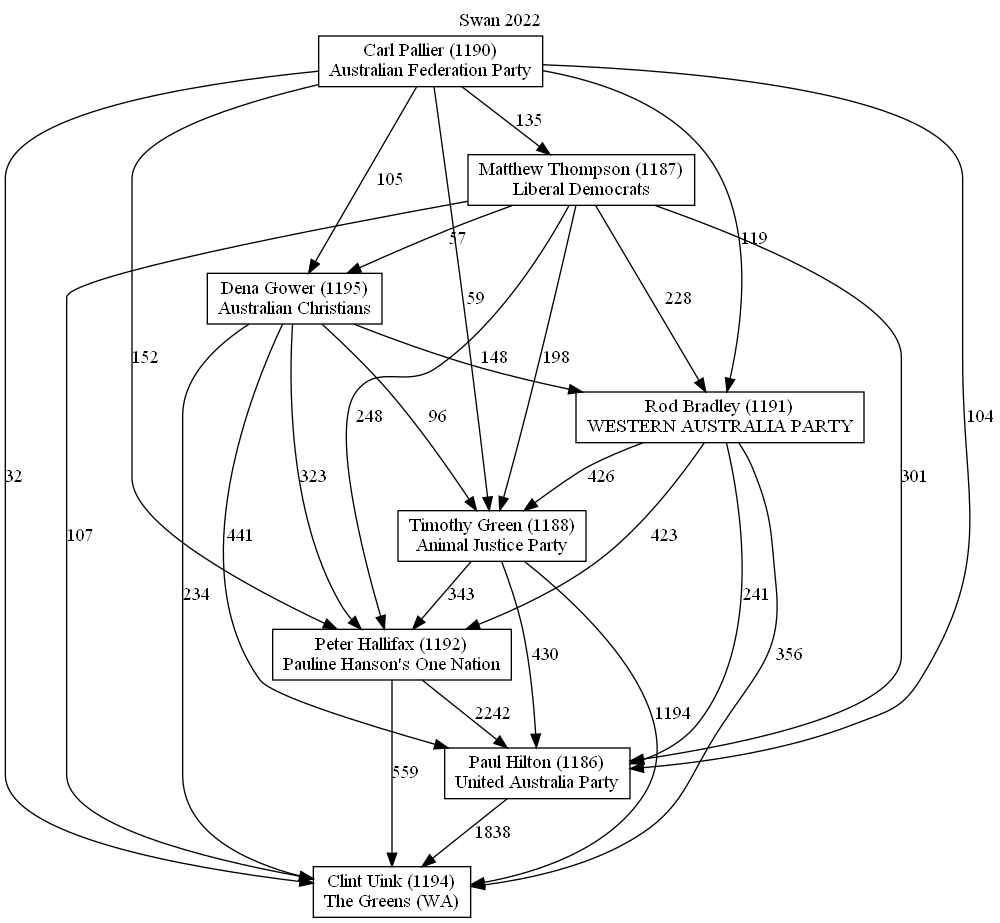 Swan 2022
Carl Pallier (1190)
Australian Federation Party
135
Matthew Thompson (1187)
Liberal Democrats
105
57
119
Dena Gower (1195)
Australian Christians
59
228
152
148
198
Rod Bradley (1191)
WESTERN AUSTRALIA PARTY
248
96
104
32
107
323
426
301
Timothy Green (1188)
Animal Justice Party
441
423
234
343
241
Peter Hallifax (1192)
Pauline Hanson's One Nation
430
356
2242
1194
Paul Hilton (1186)
United Australia Party
559
1838
Clint Uink (1194)
The Greens (WA)